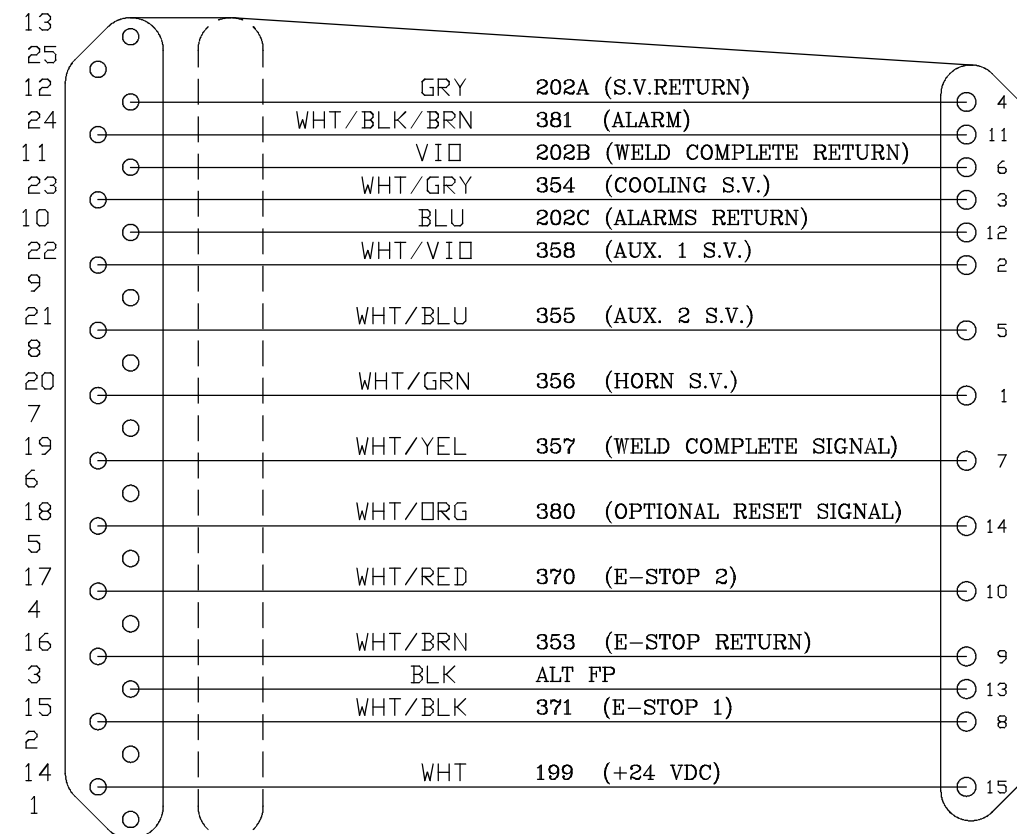 13
25
12 GRY 202A (S.V.RETURN) 4
24 WHT/BLK/BRN 381 (ALARM) 11
11 VIO 202B (WELD COMPLETE RETURN) 6
23 WHT/GRY 354 (COOLING S.V.) 3
10 BLU 202C (ALARMS RETURN) 12
22 WHT/VIO 358 (AUX. 1 S.V.) 2
9
21 WHT/BLU 355 (AUX. 2 S.V.) 5
8
20 WHT/GRN 356 (HORN S.V.) 1
7
19 WHT/YEL 357 (WELD COMPLETE SIGNAL) 7
6
18 WHT/ORG 380 (OPTIONAL RESET SIGNAL) 14
5
17 WHT/RED 370 (E-STOP 2) 10
4
16 WHT/BRN 353 (E-STOP RETURN) 9
3 BLK ALT FP 13
15 WHT/BLK 371 (E-STOP 1) 8
2
14 WHT 199 (+24 VDC) 15
1